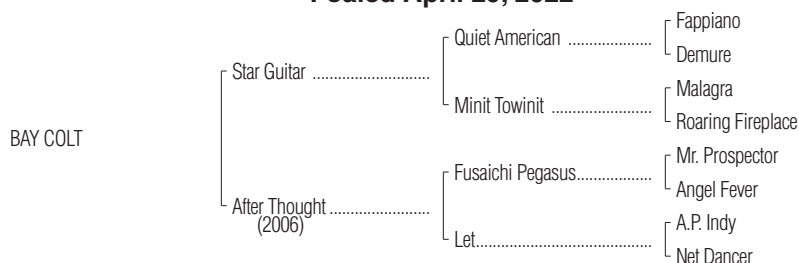 Foaled April 2022
Fappiano
Quiet American ....................
Demure
Star Guitar ............................
Malagra
Minit Towinit ........................
Roaring Fireplace
BAY COLT
Mr. Prospector
Fusaichi Pegasus..................
Angel Fever
After Thought ........................
(2006)
A.P. Indy
Let..........................................
Net Dancer